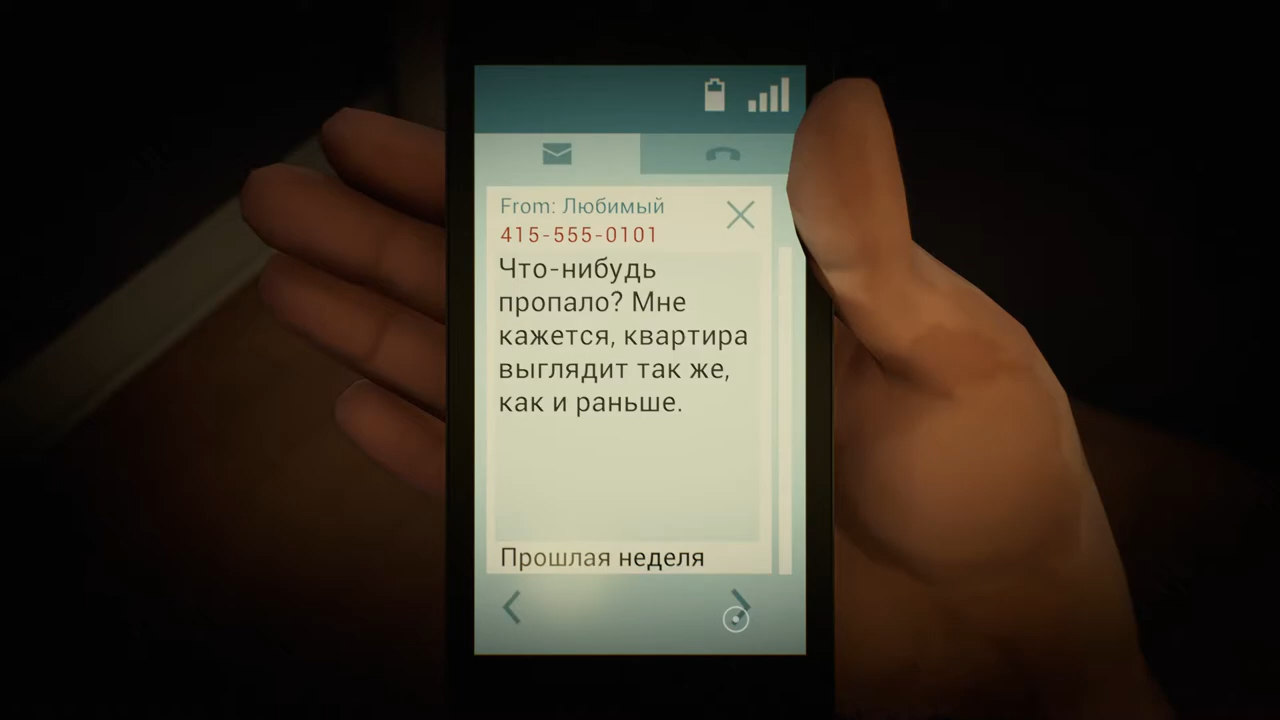 From: Любимый
415-555-0101
Что-нибудь
пропало? Мне
кажется, квартира
выглядит так же,
как и раньше.
Прошлая неделя